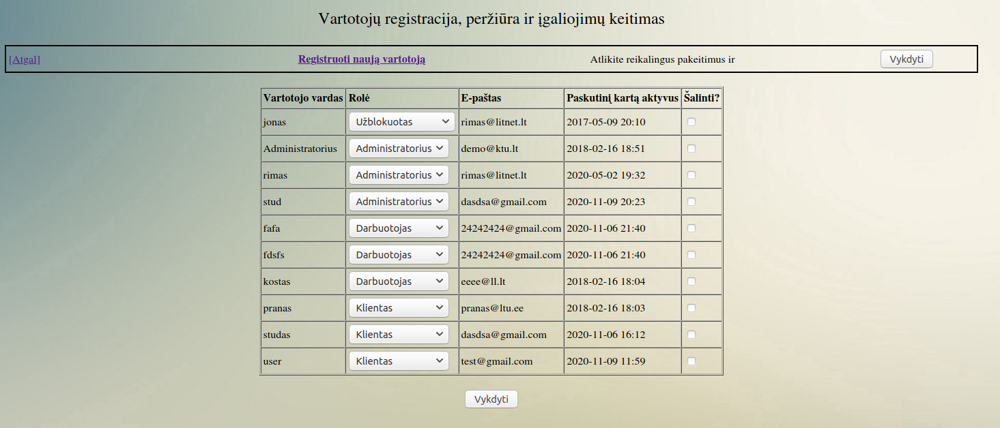 Vartotojų registracija, peržiūra ir įgaliojimų keitimas
[Atgal] Registruoti naują vartotoją Atlikite reikalingus pakeitimus ir Vykdyti
Vartotojo vardas Rolė E-paštas Paskutinį kartą aktyvus Šalinti?
jonas Užblokuotas rimas@litnet.lt 2017-05-09 20:10
Administratorius Administratorius demo@ktu.lt 2018-02-16 18:51
rimas Administratorius rimas@litnet.lt 2020-05-02 19:32
stud Administratorius dasdsa@gmail.com 2020-11-09 20:23
fafa Darbuotojas 24242424@gmail.com 2020-11-06 21:40
fdsfs Darbuotojas 24242424@gmail.com 2020-11-06 21:40
kostas Darbuotojas eeee@ll.lt 2018-02-16 18:04
pranas Klientas pranas@ltu.ee 2018-02-16 18:03
studas Klientas dasdsa@gmail.com 2020-11-06 16:12
user Klientas test@gmail.com 2020-11-09 11:59
Vykdyti